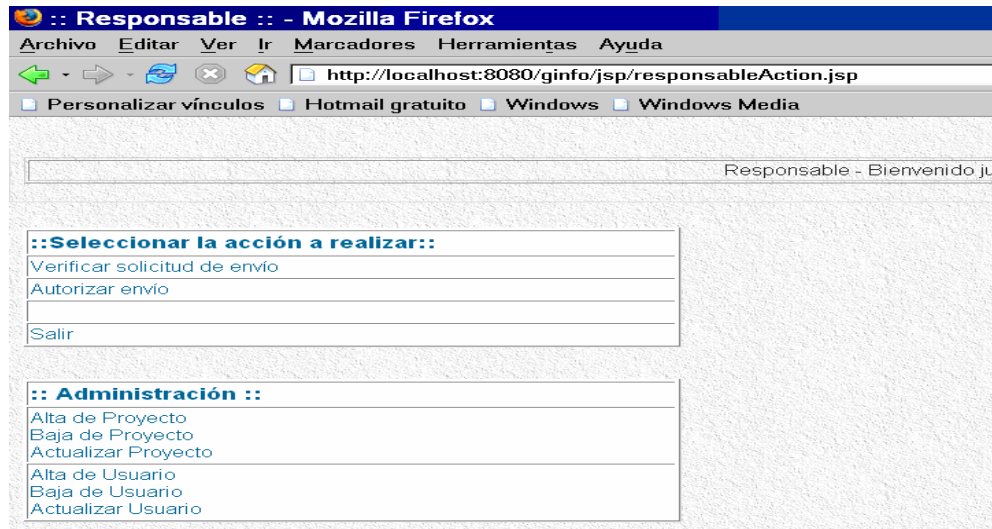 :: Responsable :: - Mozilla Firefox
Archivo Editar Ver Ir Marcadores Herramientas Ayuda
http://localhost:8080/ginfo/jsp/responsableAction.jsp
Personalizar vínculos Hotmail gratuito Windows Windows Media
Responsable - Bienvenido ju
::Seleccionar la acción a realizar::
Verificar solicitud de envío
Autorizar envío
Salir
:: Administración ::
Alta de Proyecto
Baja de Proyecto
Actualizar Proyecto
Alta de Usuario
Baja de Usuario
Actualizar Usuario